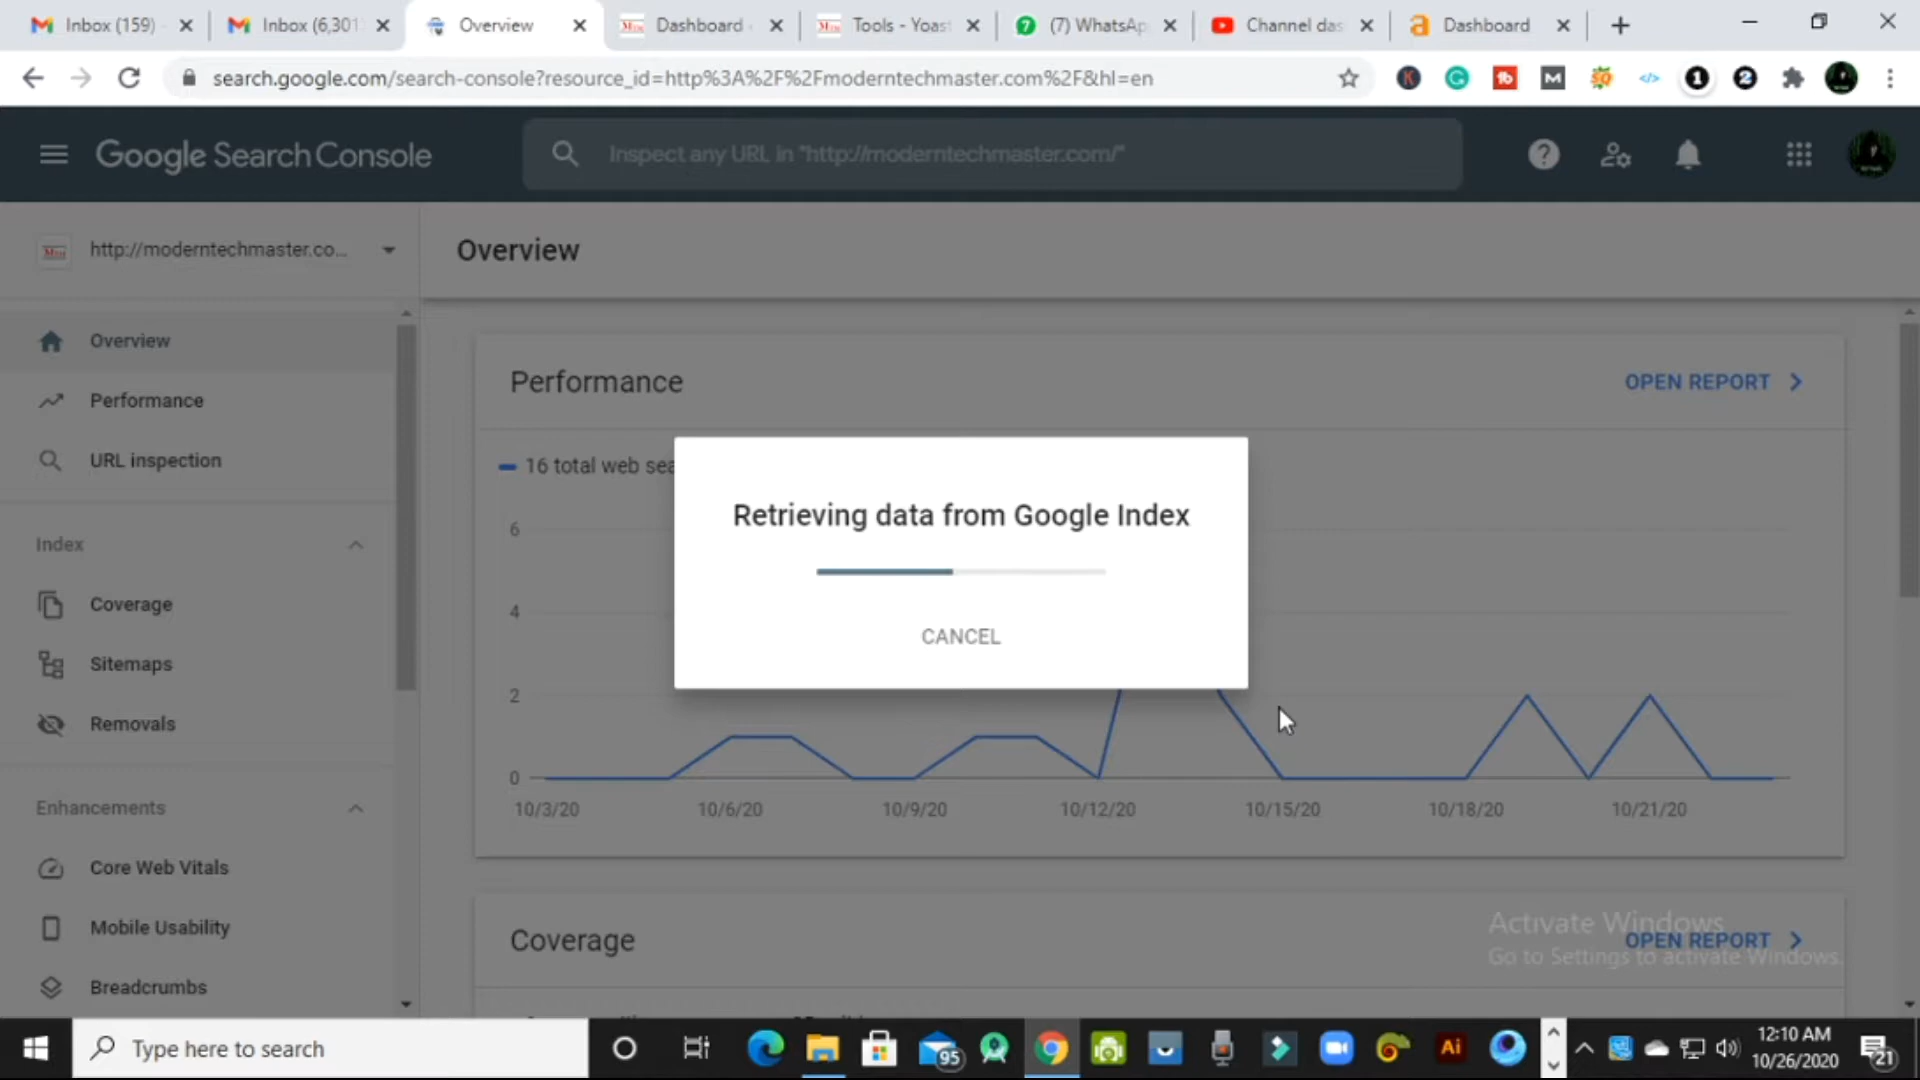 Inbox (159)
Inbox (6,301
Overview
Dashboard
Tools - Yoast
(7) WhatsAp
Channel das
Dashboard
search.google.com/search-console?resource_id=http%3A%2F%2Fmoderntechmaster.com%2F&hl=en
Google Search Console
Inspect any URL in "http://moderntechmaster.com/"
http://moderntechmaster.co...
Overview
Overview
Performance
URL inspection
Index
Coverage
Sitemaps
Removals
Enhancements
Core Web Vitals
Mobile Usability
Breadcrumbs
Performance
OPEN REPORT
16 total web sea
6
4
2
0
10/3/20
10/6/20
10/9/20
10/12/20
10/15/20
10/18/20
10/21/20
Retrieving data from Google Index
CANCEL
Coverage
OPEN REPORT
Activate Windows
Go to Settings to activate Windows.
Type here to search
95
Ai
12:10 AM
10/26/2020
21